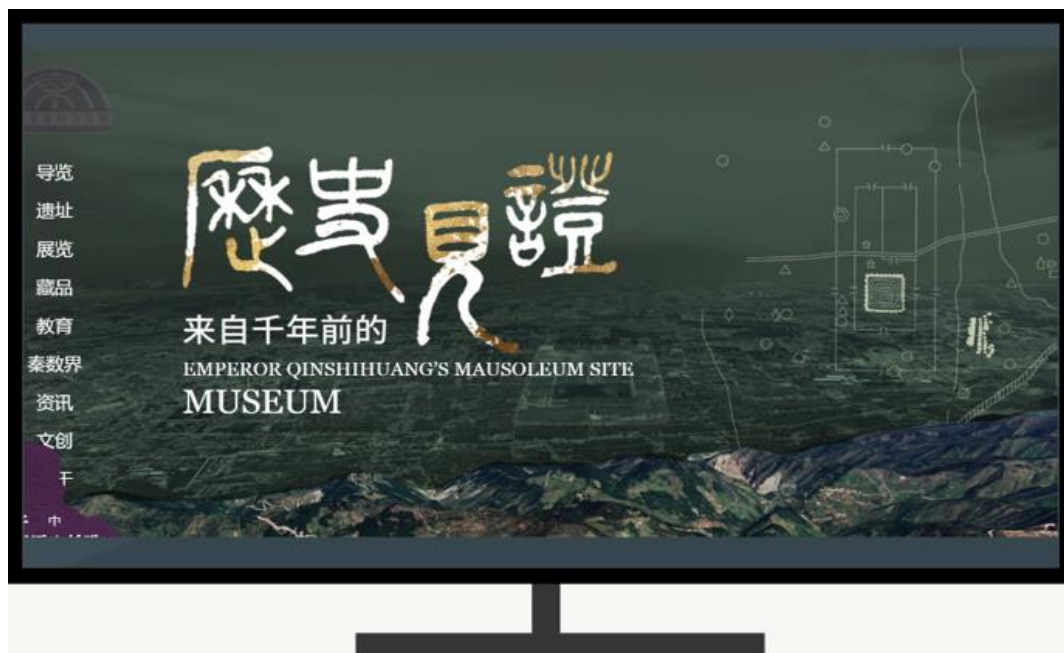 导览
遗址
展览
藏品
教育
秦数界
资讯
文创
歷史見證
来自千年前的
EMPEROR QINSHIHUANG'S MAUSOLEUM SITE
MUSEUM